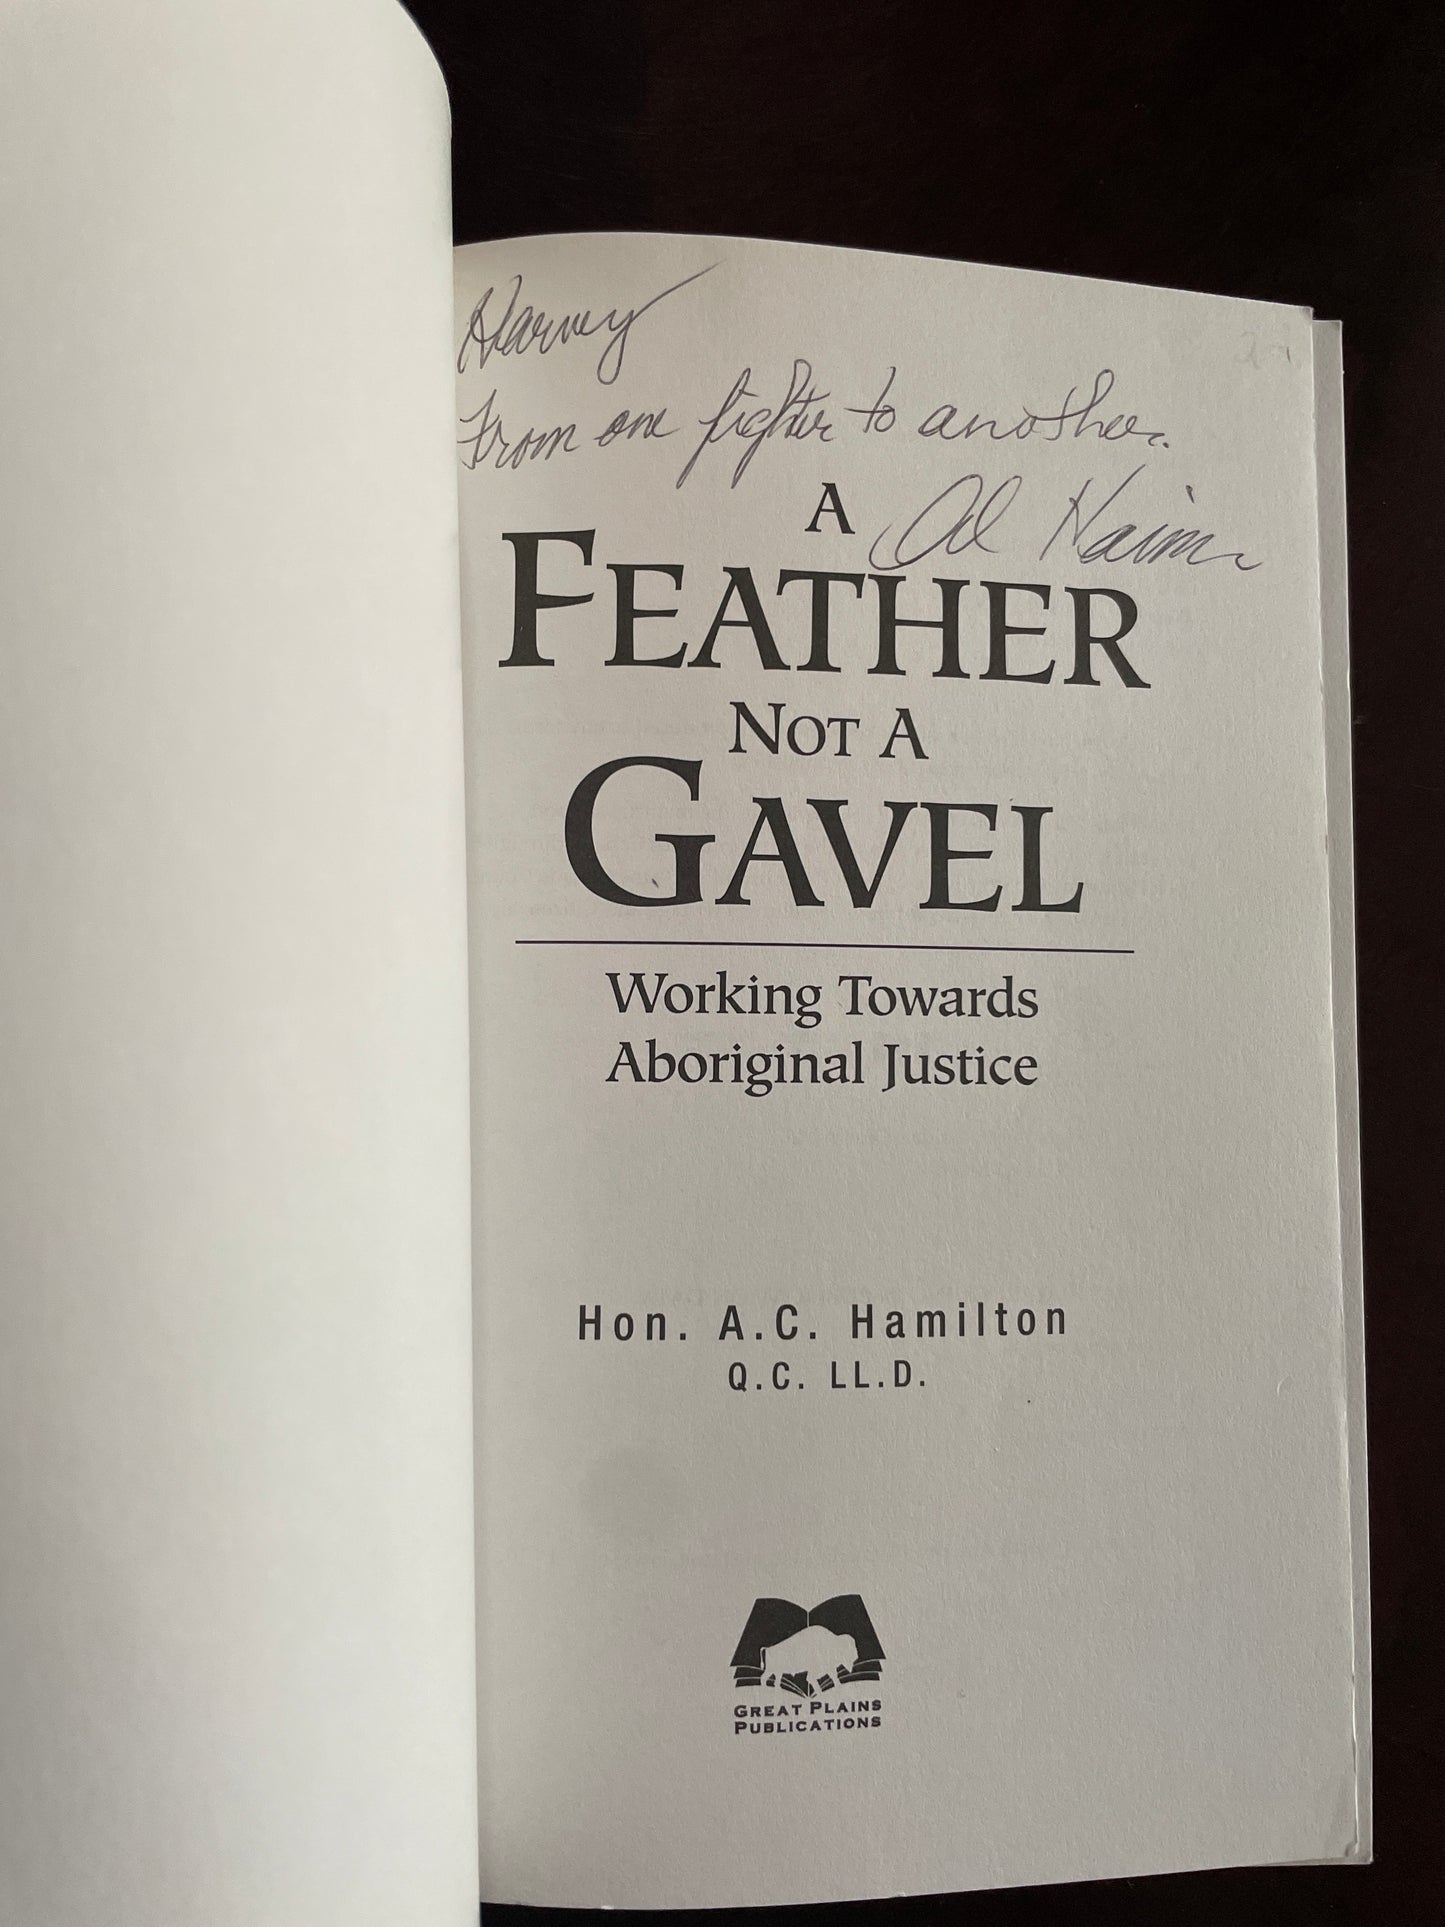 Harvey
From one fighter to another.
Al
A
FEATHER
NOT A
GAVEL
Working Towards
Aboriginal Justice
Hon. A.C. Hamilton
Q.C. LL.D.
GREAT PLAINS
PUBLICATIONS